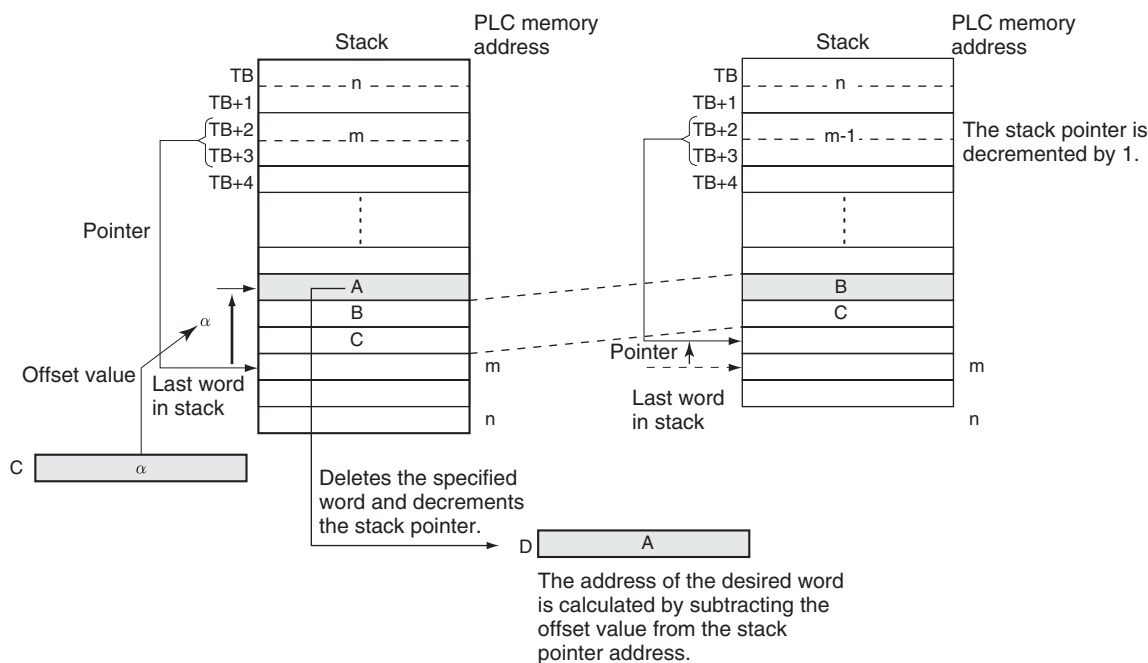 Stack
PLC memory
address
TB
n
TB+1
TB+2
m
TB+3
TB+4
Pointer
A
B
α
C
Offset value
Last word
in stack
m
n
C
α
Deletes the specified
word and decrements
the stack pointer.
D
A
The address of the desired word
is calculated by subtracting the
offset value from the stack
pointer address.
Stack
PLC memory
address
TB
n
TB+1
TB+2
m-1
TB+3
TB+4
The stack pointer is
decremented by 1.
B
C
Pointer
m
Last word
in stack
n